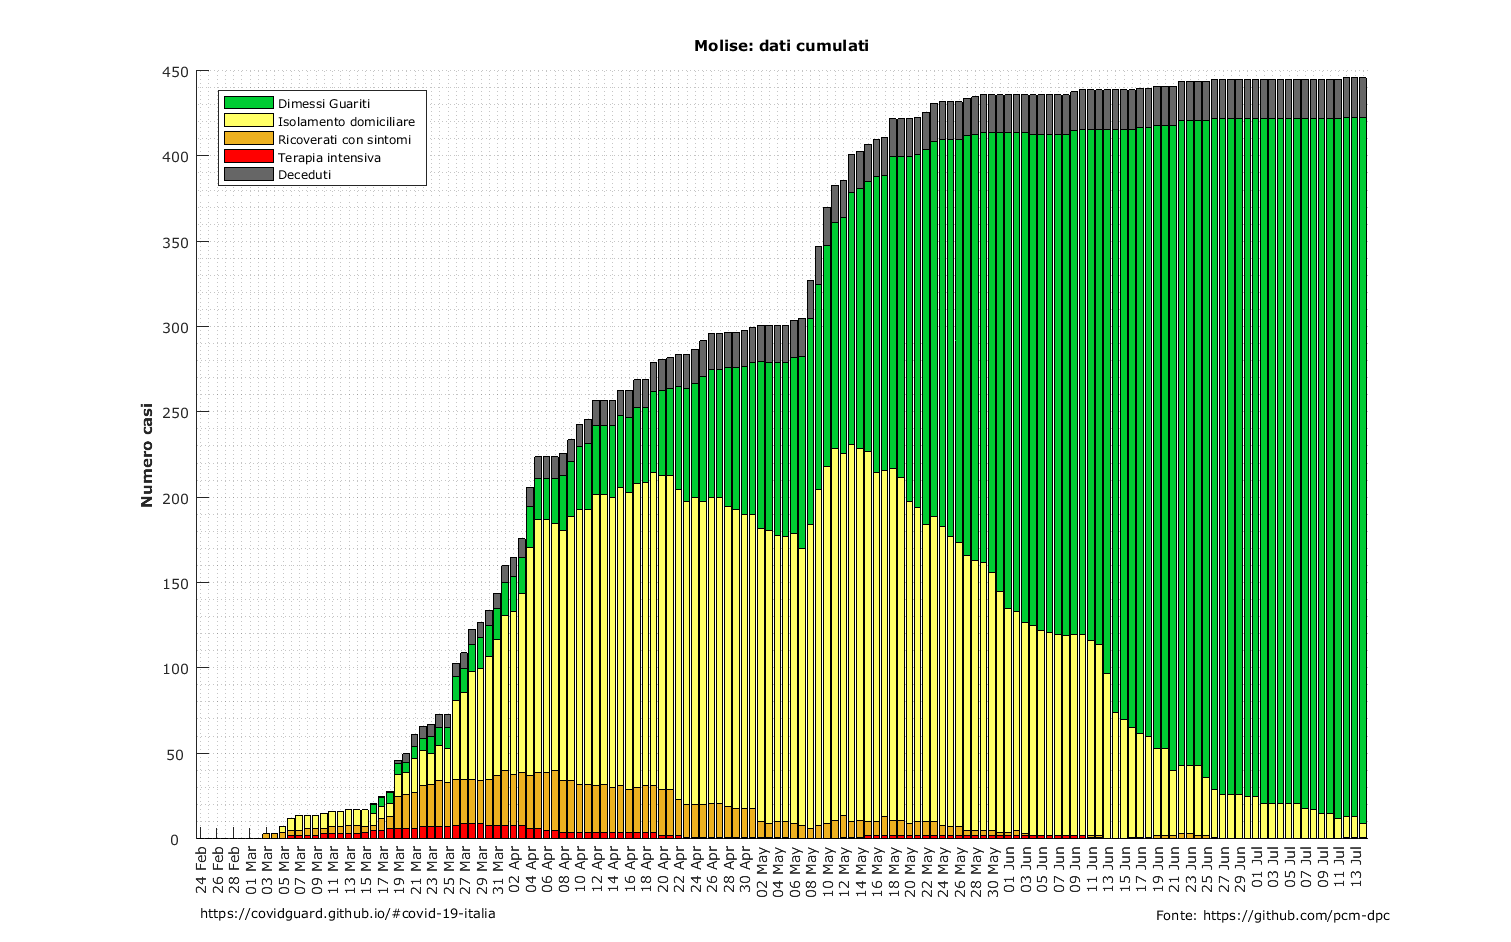 Molise: dati cumulati
450
400
350
300
250
200
150
100
50
0
Numero casi
Dimessi Guariti
Isolamento domiciliare
Ricoverati con sintomi
Terapia intensiva
Deceduti
24 Feb
26 Feb
28 Feb
01 Mar
03 Mar
05 Mar
07 Mar
09 Mar
11 Mar
13 Mar
15 Mar
17 Mar
19 Mar
21 Mar
23 Mar
25 Mar
27 Mar
29 Mar
31 Mar
02 Apr
04 Apr
06 Apr
08 Apr
10 Apr
12 Apr
14 Apr
16 Apr
18 Apr
20 Apr
22 Apr
24 Apr
26 Apr
28 Apr
30 Apr
02 May
04 May
06 May
08 May
10 May
12 May
14 May
16 May
18 May
20 May
22 May
24 May
26 May
28 May
30 May
01 Jun
03 Jun
05 Jun
07 Jun
09 Jun
11 Jun
13 Jun
15 Jun
17 Jun
19 Jun
21 Jun
23 Jun
25 Jun
27 Jun
29 Jun
01 Jul
03 Jul
05 Jul
07 Jul
09 Jul
11 Jul
13 Jul
https://covidguard.github.io/#covid-19-italia
Fonte: https://github.com/pcm-dpc